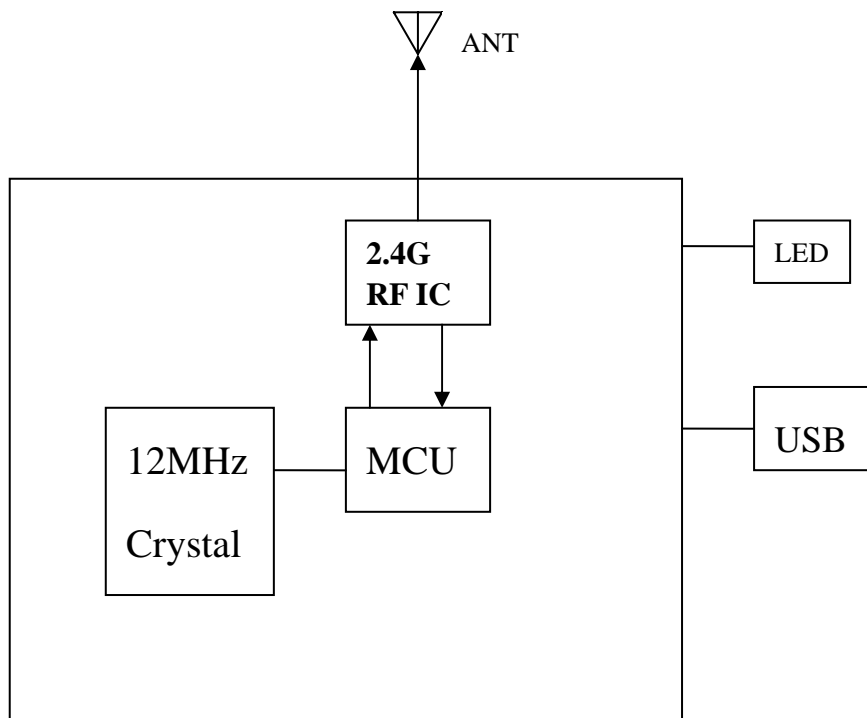 ANT
2.4G
RF IC
LED
12MHz
Crystal
MCU
USB